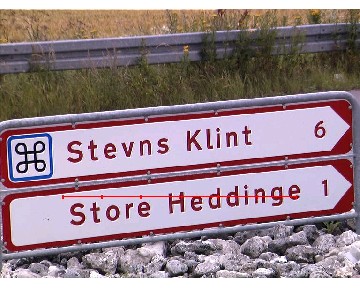 Stevns Klint 6
Store Heddinge 1